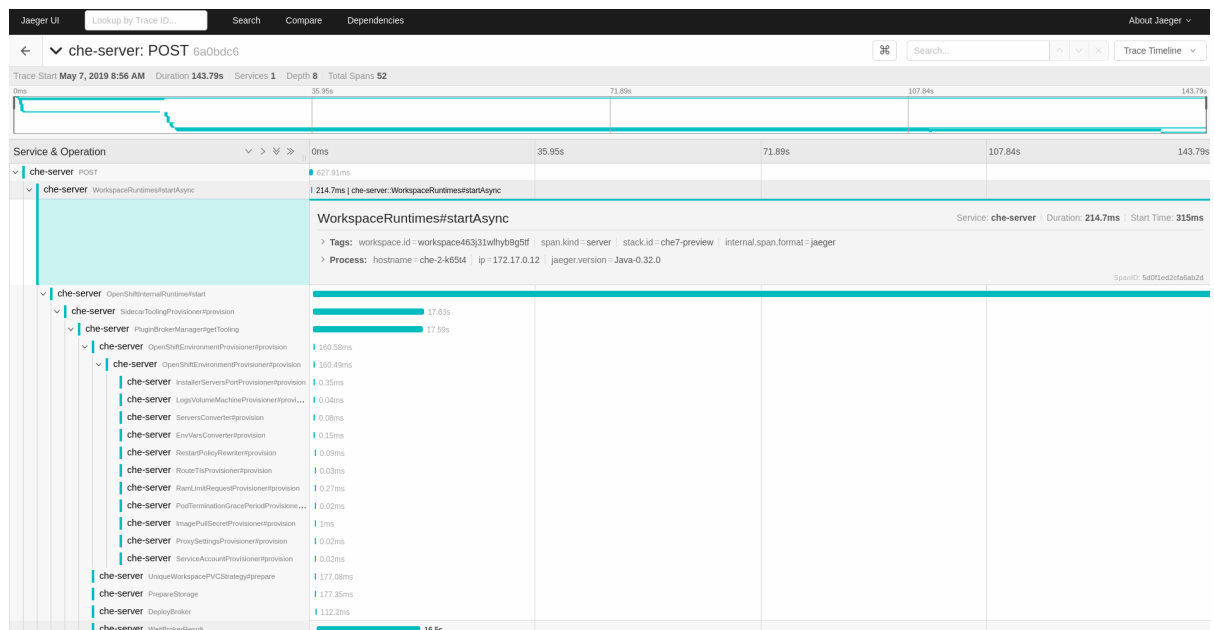 Jaeger UI Lookup by Trace ID... Search Compare Dependencies About Jaeger
che-server: POST 6a0bdc6 ⌘ Search... Trace Timeline
Trace Start May 7, 2019 8:56 AM Duration 143.79s Services 1 Depth 8 Total Spans 52
0ms 35.95s 71.89s 107.84s 143.79s
Service & Operation 0ms 35.95s 71.89s 107.84s 143.79s
che-server POST 627.91ms
che-server WorkspaceRuntimes#startAsync 214.7ms | che-server::WorkspaceRuntimes#startAsync
WorkspaceRuntimes#startAsync Service: che-server Duration: 214.7ms Start Time: 315ms
Tags: workspace.id = workspace463j31wlhyb9g5tf span.kind = server stack.id = che7-preview internal.span.format = jaeger
Process: hostname = che-2-k65t4 ip = 172.17.0.12 jaeger.version = Java-0.32.0
SpanID: 5d0f1ed2cfa6ab2d
che-server OpenShiftInternalRuntime#start
che-server SidecarToolingProvisioner#provision 17.63s
che-server PluginBrokerManager#getTooling 17.59s
che-server OpenShiftEnvironmentProvisioner#provision 160.58ms
che-server OpenShiftEnvironmentProvisioner#provision 160.49ms
che-server InstallerServersPortProvisioner#provision 0.35ms
che-server LogsVolumeMachineProvisioner#provi... 0.04ms
che-server ServersConverter#provision 0.08ms
che-server EnvVarsConverter#provision 0.15ms
che-server RestartPolicyRewriter#provision 0.09ms
che-server RouteTlsProvisioner#provision 0.03ms
che-server RamLimitRequestProvisioner#provision 0.27ms
che-server PodTerminationGracePeriodProvisione... 0.02ms
che-server ImagePullSecretProvisioner#provision 1ms
che-server ProxySettingsProvisioner#provision 0.02ms
che-server ServiceAccountProvisioner#provision 0.02ms
che-server UniqueWorkspacePVCStrategy#prepare 177.08ms
che-server PrepareStorage 177.35ms
che-server DeployBroker 112.2ms
che-server WaitBrokerResult 16.5s